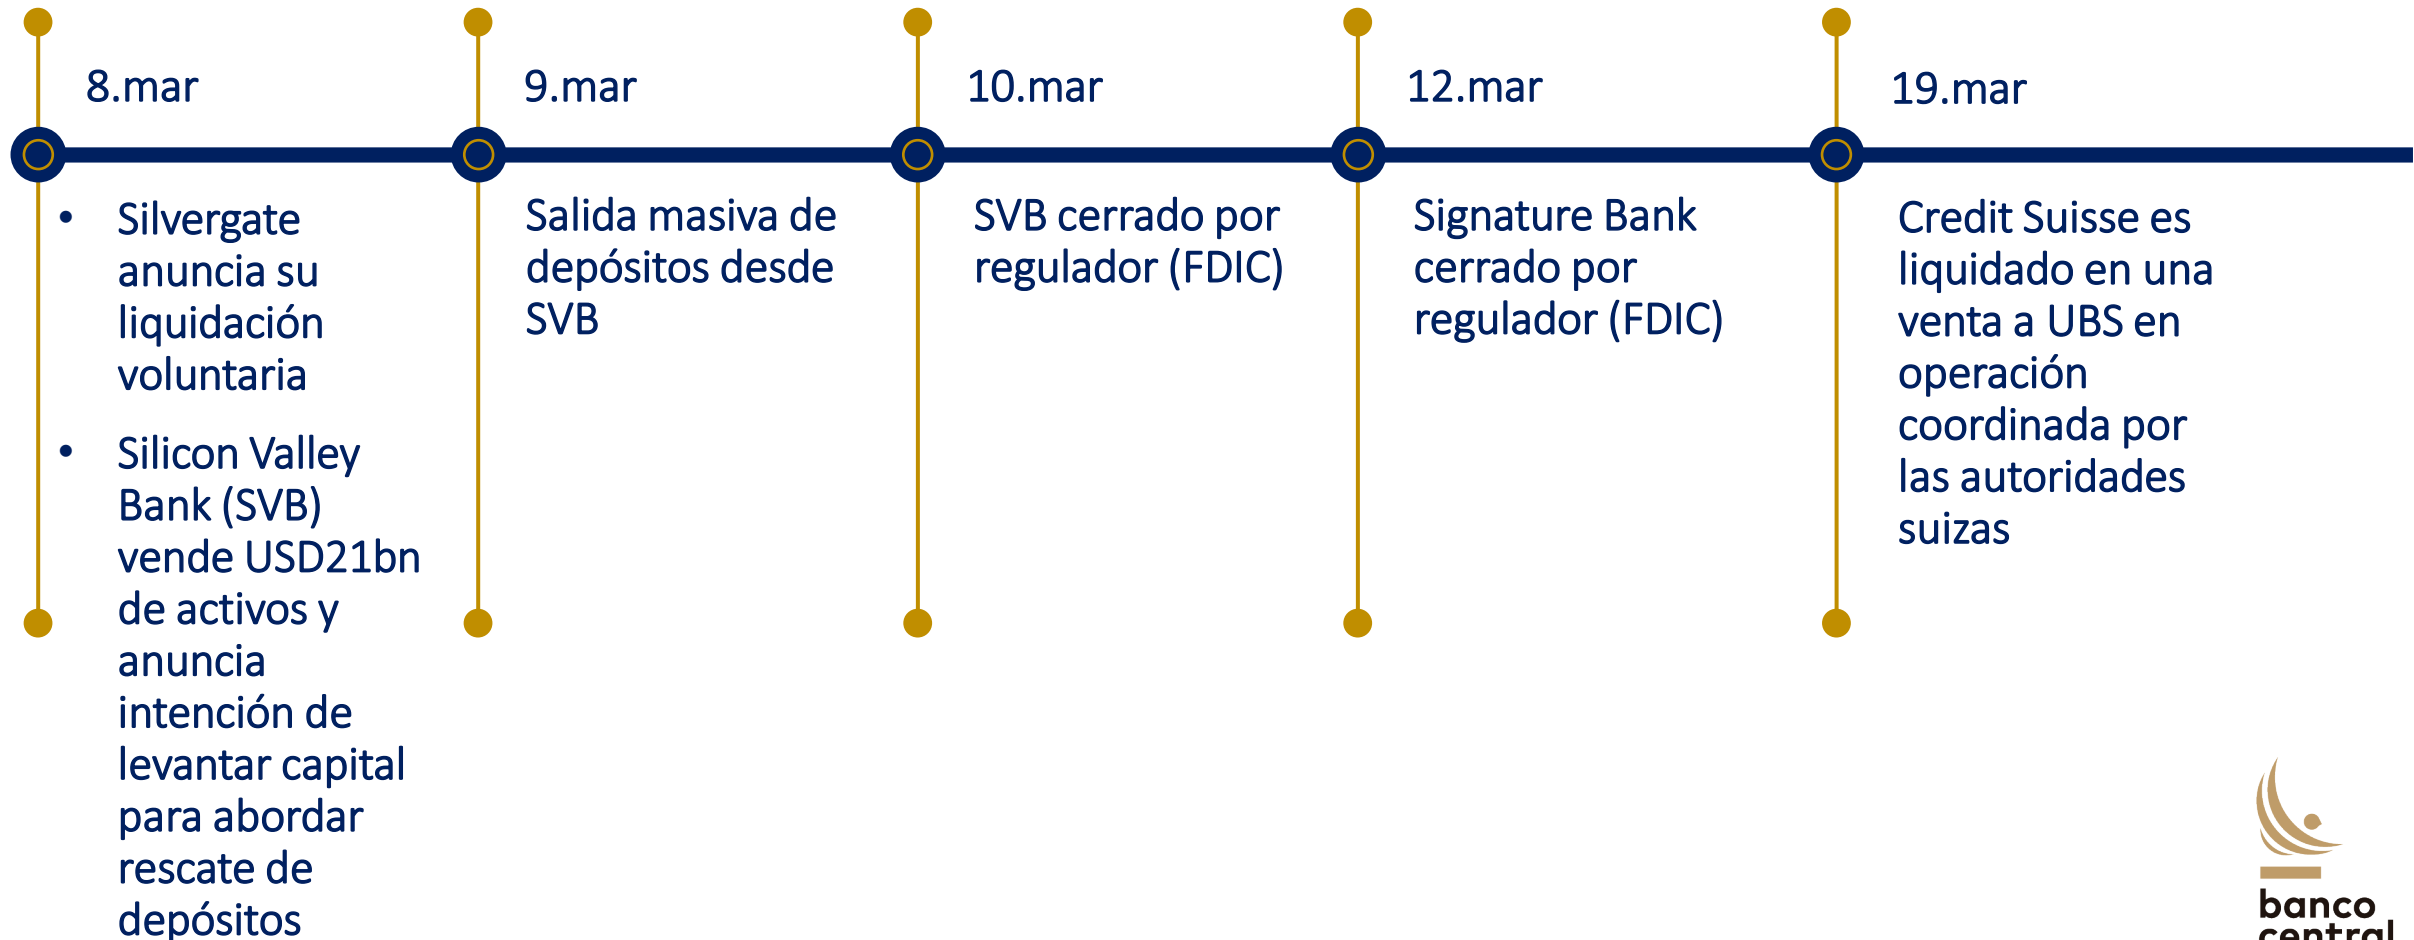 8.mar
• Silvergate
anuncia su
liquidación
voluntaria
• Silicon Valley
Bank (SVB)
vende USD21bn
de activos y
anuncia
intención de
levantar capital
para abordar
rescate de
depósitos
9.mar
Salida masiva de
depósitos desde
SVB
10.mar
SVB cerrado por
regulador (FDIC)
12.mar
Signature Bank
cerrado por
regulador (FDIC)
19.mar
Credit Suisse es
liquidado en una
venta a UBS en
operación
coordinada por
las autoridades
suizas
banco
central